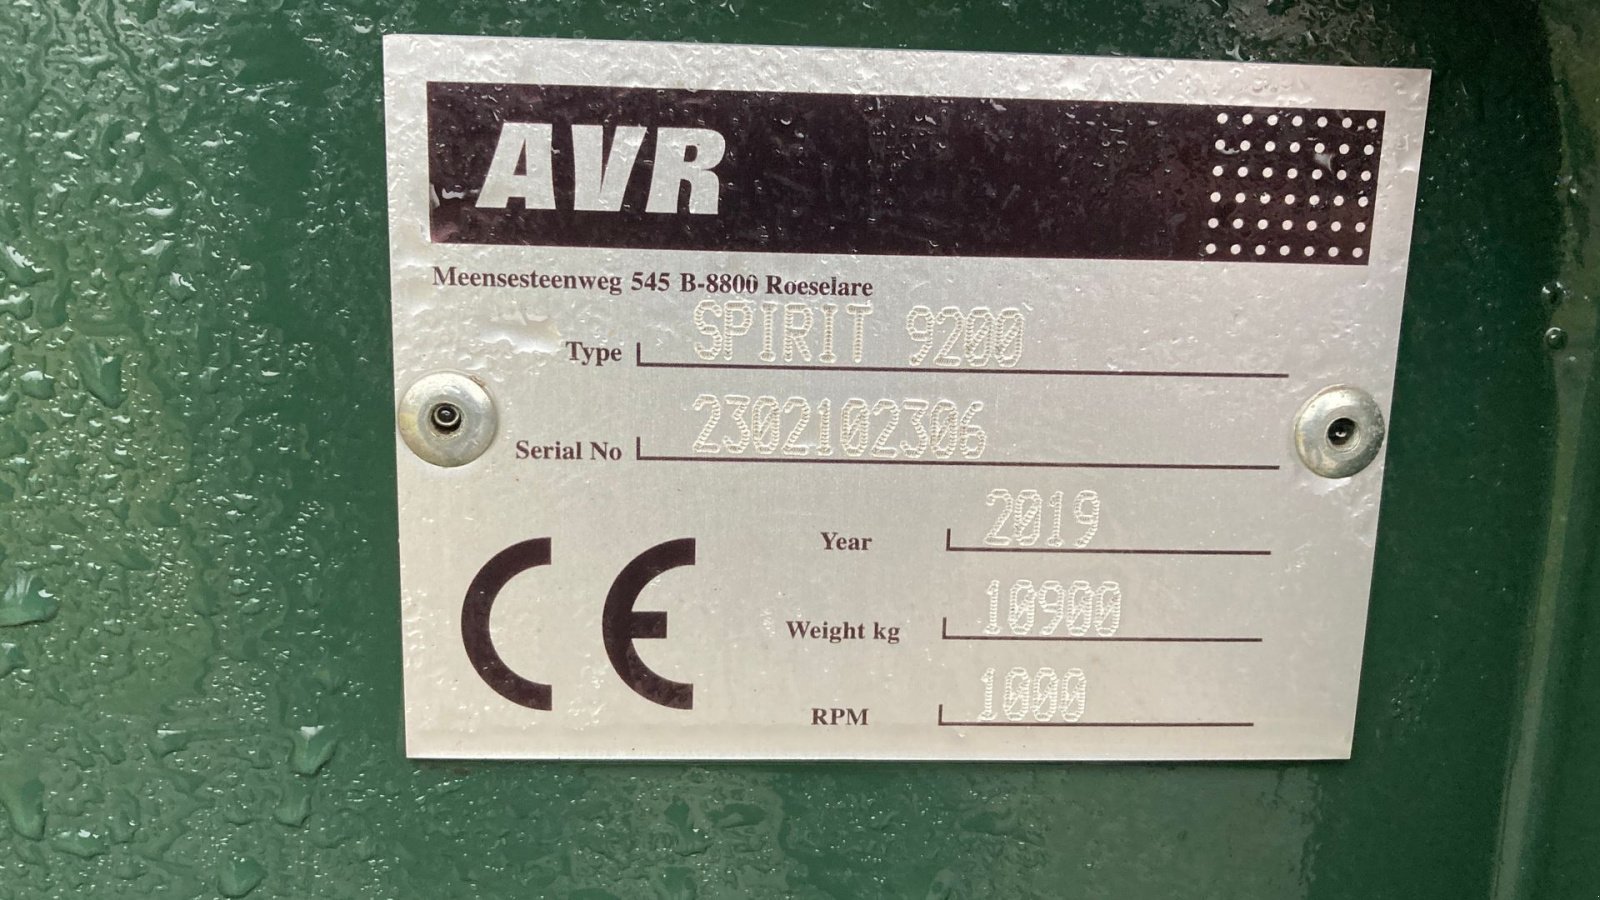 AVR
Meensesteenweg 545 B-8800 Roeselare
Type SPIRIT 9200
Serial No 2302102306
CE
Year 2019
Weight kg 10900
RPM 1000